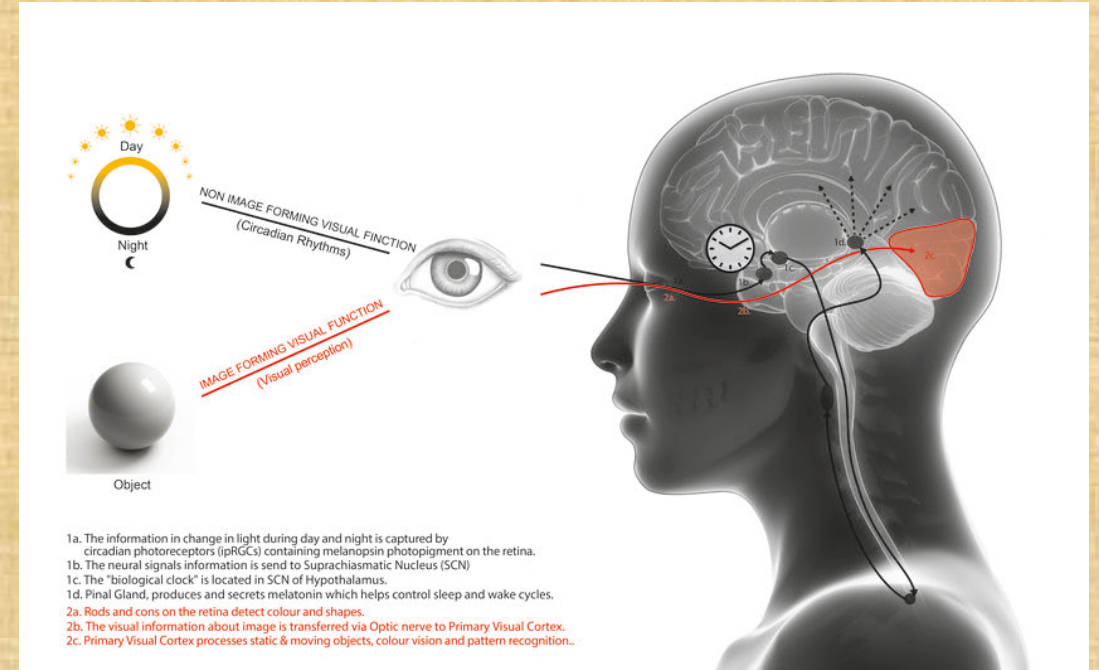 Day
Night
NON IMAGE FORMING VISUAL FINCTION
(Circadian Rhythms)
IMAGE FORMING VISUAL FUNCTION
(Visual perception)
Object
1a.
1b.
1c.
1d.
2a.
2b.
2c.
1a. The information in change in light during day and night is captured by
circadian photoreceptors (ipRGCs) containing melanopsin photopigment on the retina.
1b. The neural signals information is send to Suprachiasmatic Nucleus (SCN)
1c. The "biological clock" is located in SCN of Hypothalamus.
1d. Pinal Gland, produces and secrets melatonin which helps control sleep and wake cycles.
2a. Rods and cons on the retina detect colour and shapes.
2b. The visual information about image is transferred via Optic nerve to Primary Visual Cortex.
2c. Primary Visual Cortex processes static & moving objects, colour vision and pattern recognition..